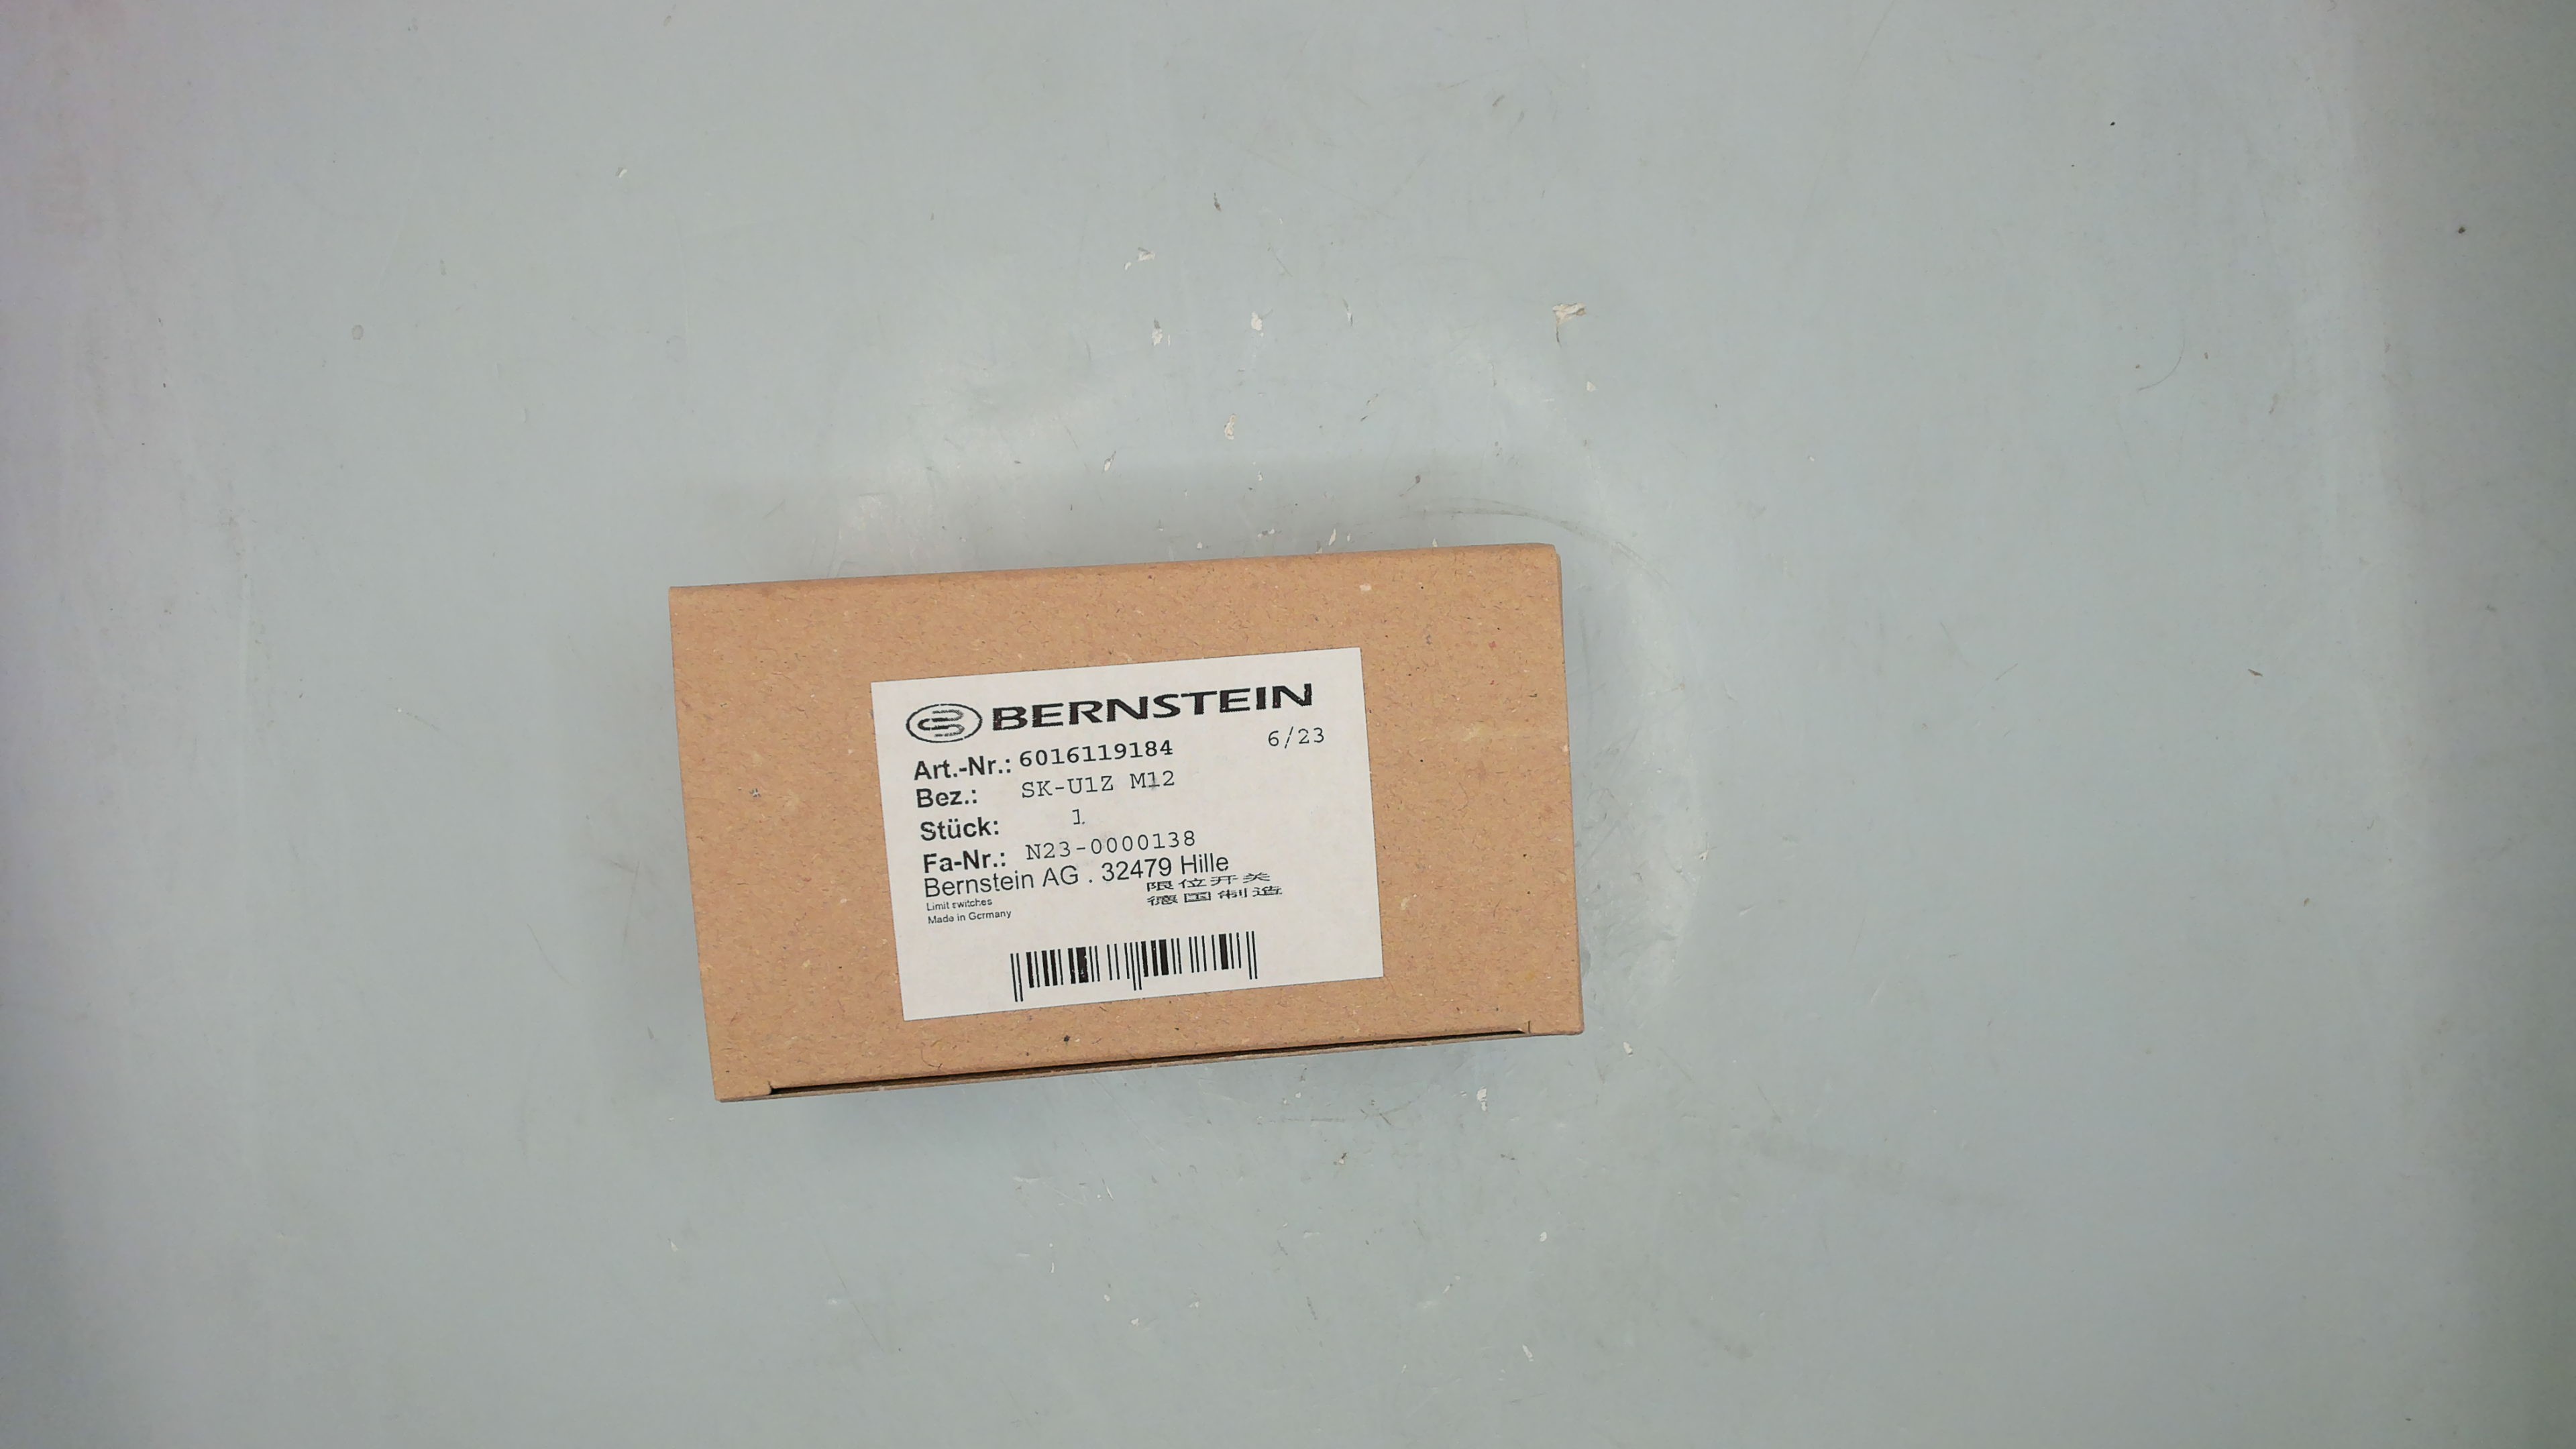 BERNSTEIN
6/23
Art.-Nr.: 6016119184
Bez.: SK-U1Z M12
Stück: 1
Fa-Nr.: N23-0000138
Bernstein AG . 32479 Hille
限位开关
德国制造
Limit switches
Made in Germany